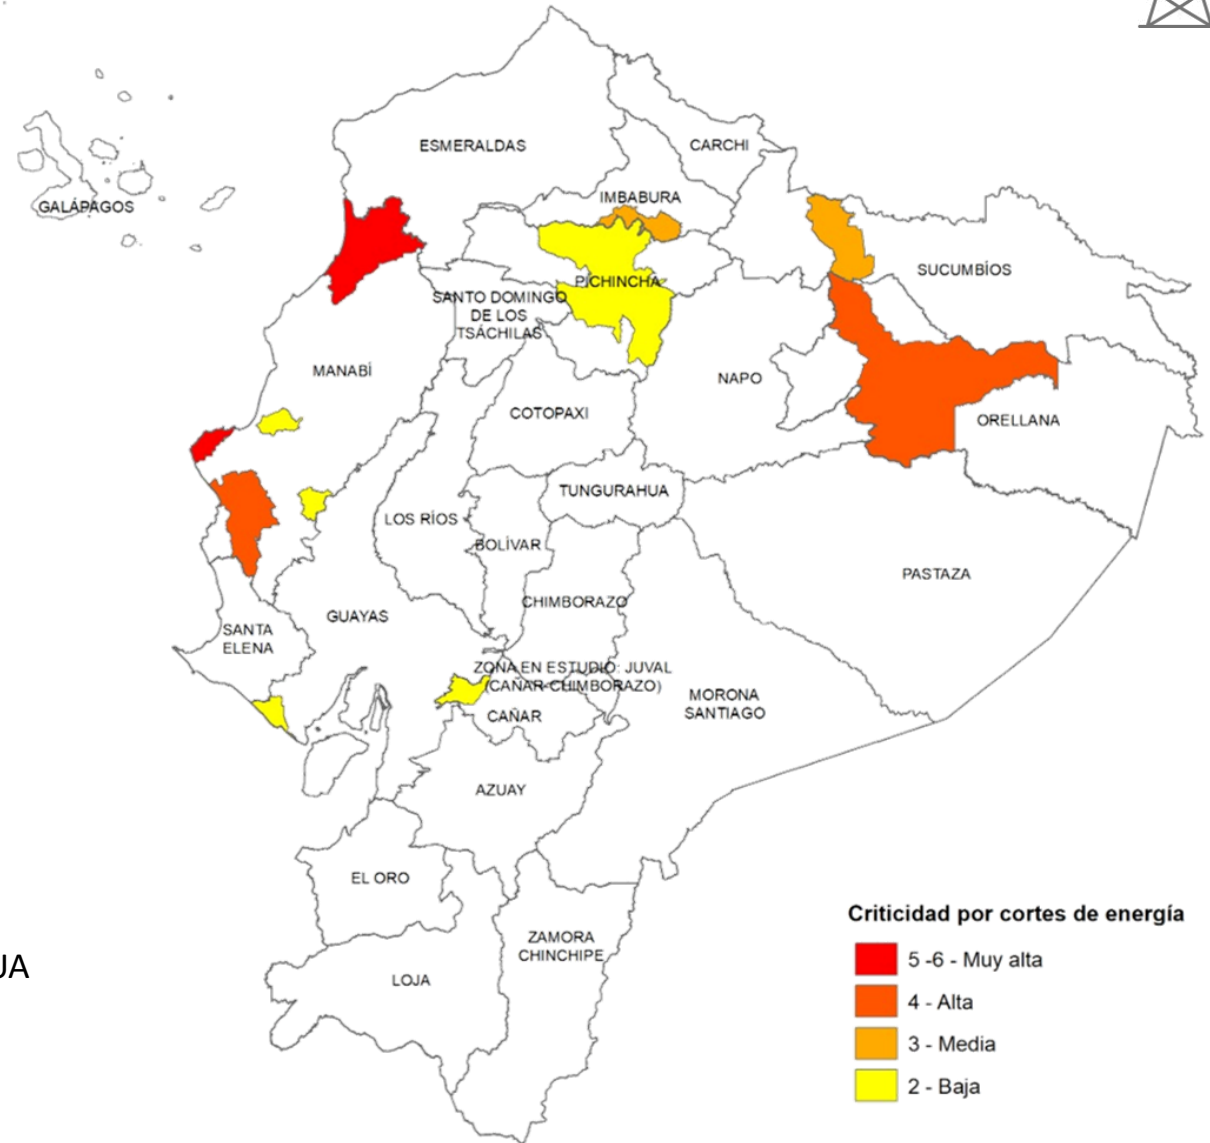 ESMERALDAS
CARCHI
IMBABURA
GALÁPAGOS
SUCUMBÍOS
PICHINCHA
SANTO DOMINGO
DE LOS
TSÁCHILAS
MANABÍ
NAPO
COTOPAXI
ORELLANA
TUNGURAHUA
LOS RÍOS
BOLÍVAR
PASTAZA
CHIMBORAZO
GUAYAS
SANTA
ELENA
ZONA EN ESTUDIO: JUVAL
(CAÑAR-CHIMBORAZO)
MORONA
SANTIAGO
CAÑAR
AZUAY
EL ORO
ZAMORA
CHINCHIPE
LOJA
UA
Criticidad por cortes de energía
5 -6 - Muy alta
4 - Alta
3 - Media
2 - Baja